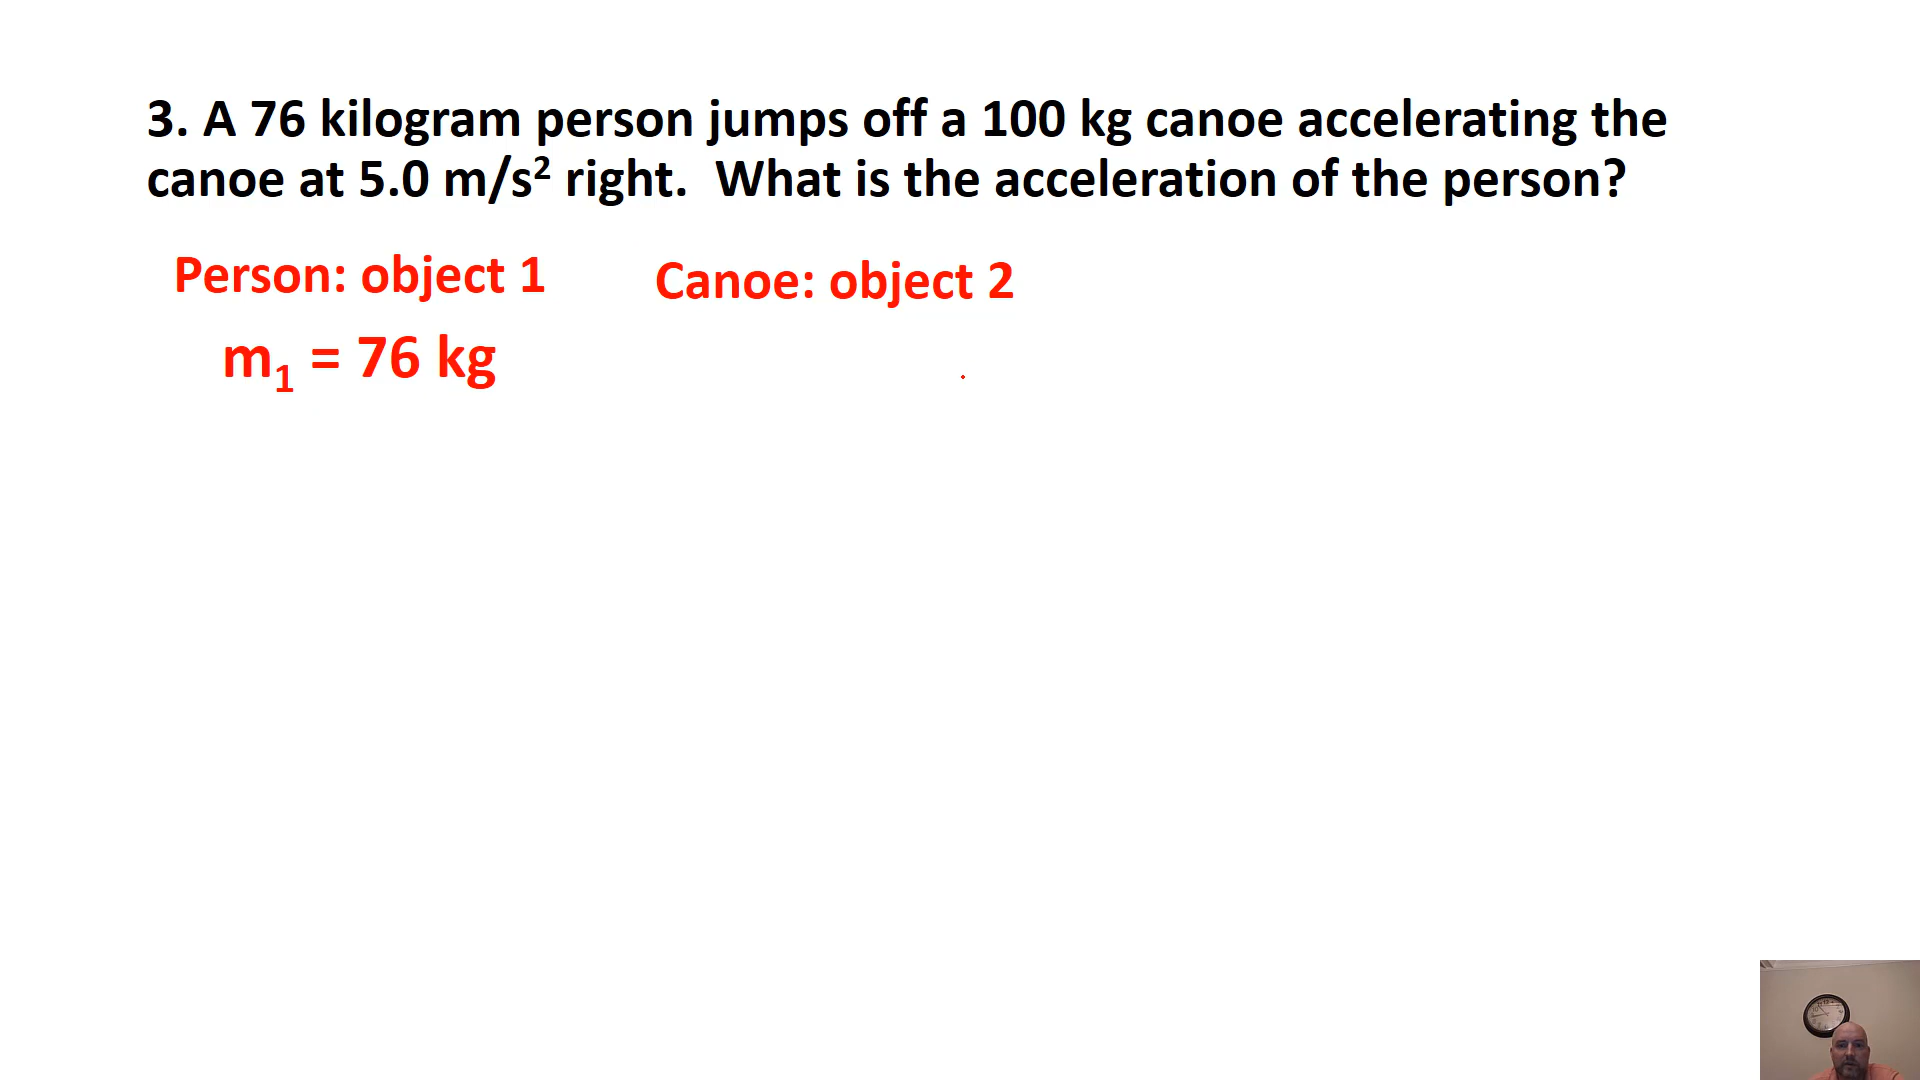 3. A 76 kilogram person jumps off a 100 kg canoe accelerating the
canoe at 5.0 m/s² right.  What is the acceleration of the person?
Person: object 1
Canoe: object 2
m₁ = 76 kg